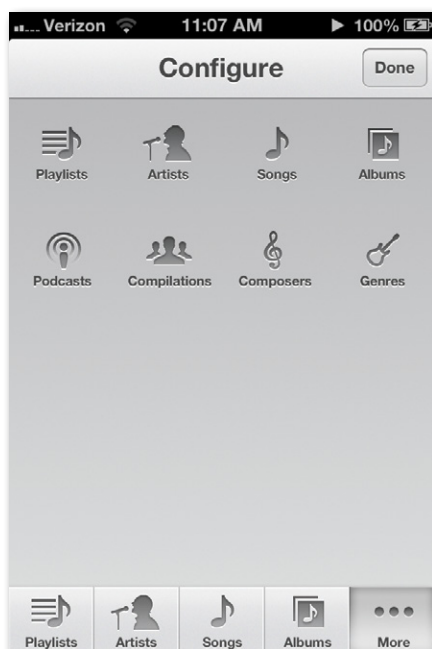 Verizon 11:07 AM 100%
Configure Done
Playlists Artists Songs Albums
Podcasts Compilations Composers Genres
Playlists Artists Songs Albums More